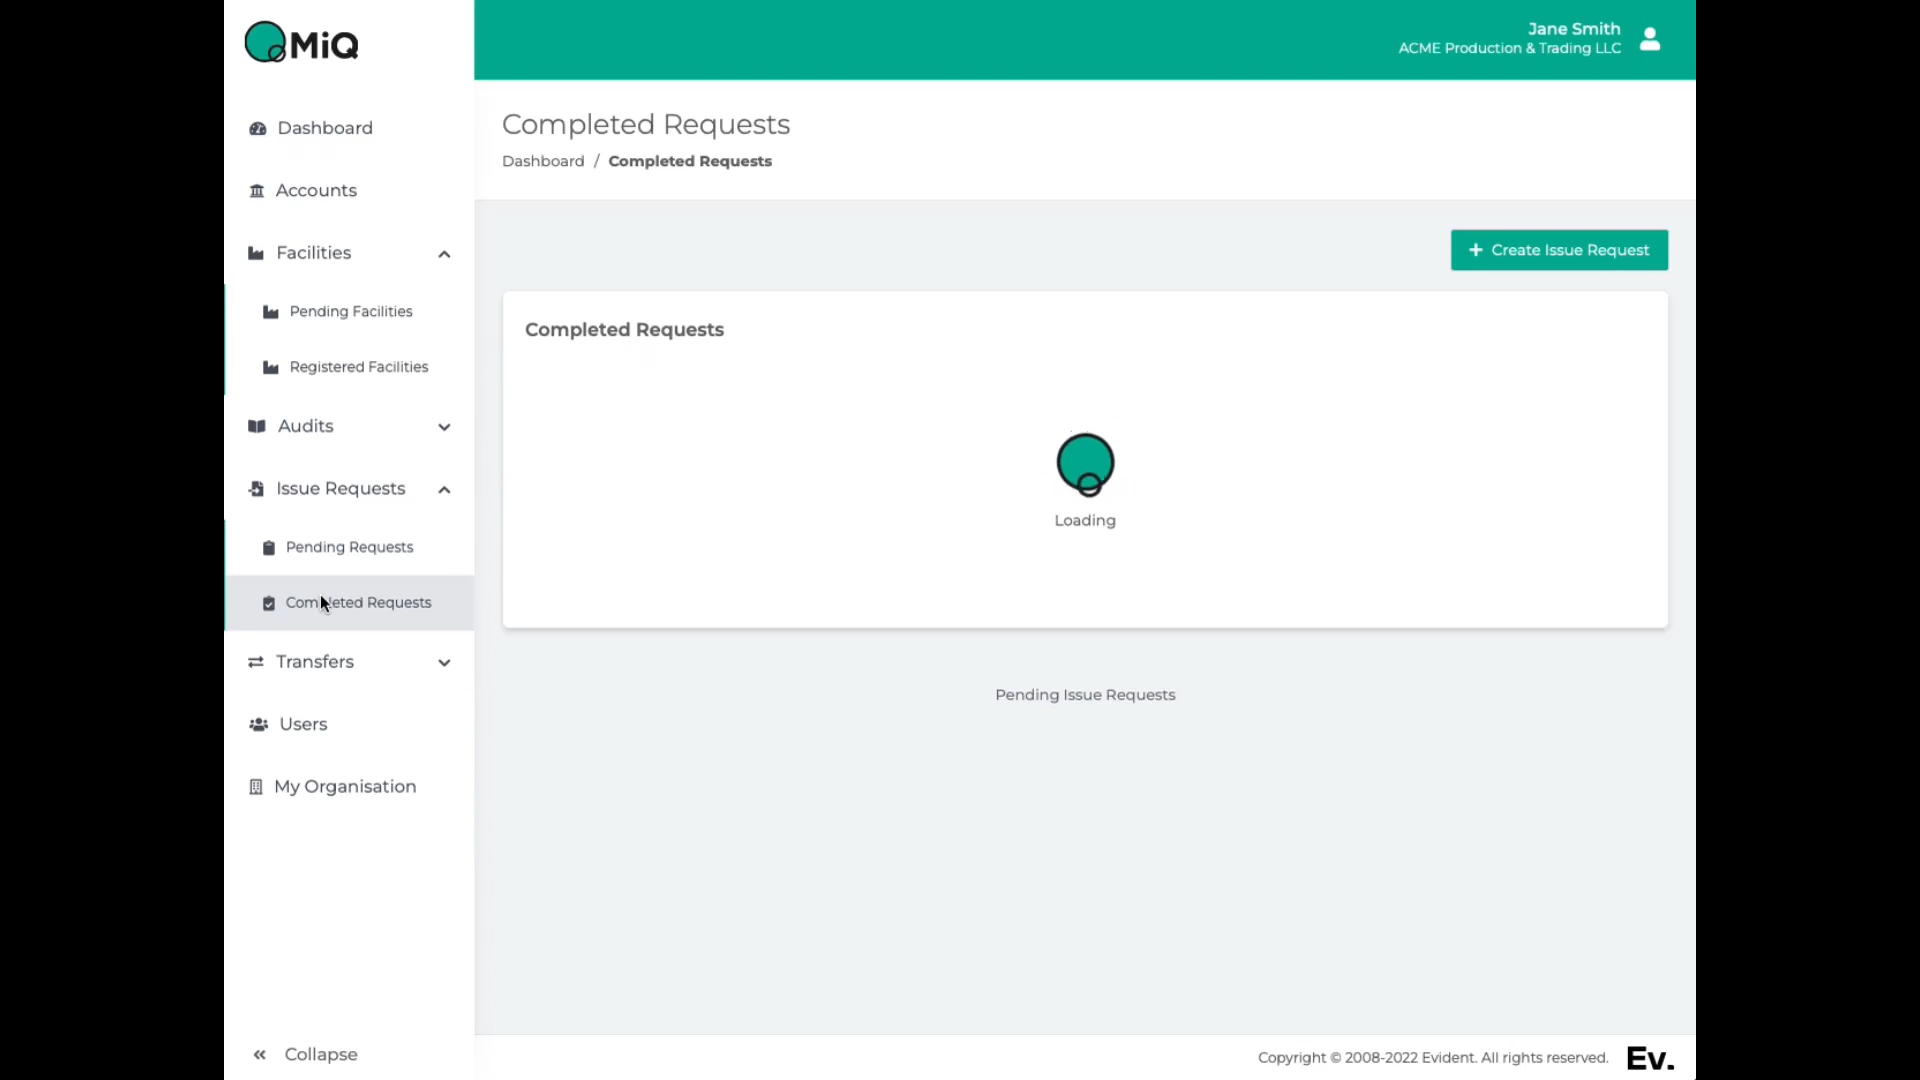 MiQ
Jane Smith
ACME Production & Trading LLC
Dashboard
Accounts
Facilities
Pending Facilities
Registered Facilities
Audits
Issue Requests
Pending Requests
Completed Requests
Transfers
Users
My Organisation
Collapse
Completed Requests
Dashboard / Completed Requests
+ Create Issue Request
Completed Requests
Loading
Pending Issue Requests
Copyright © 2008-2022 Evident. All rights reserved.
Ev.